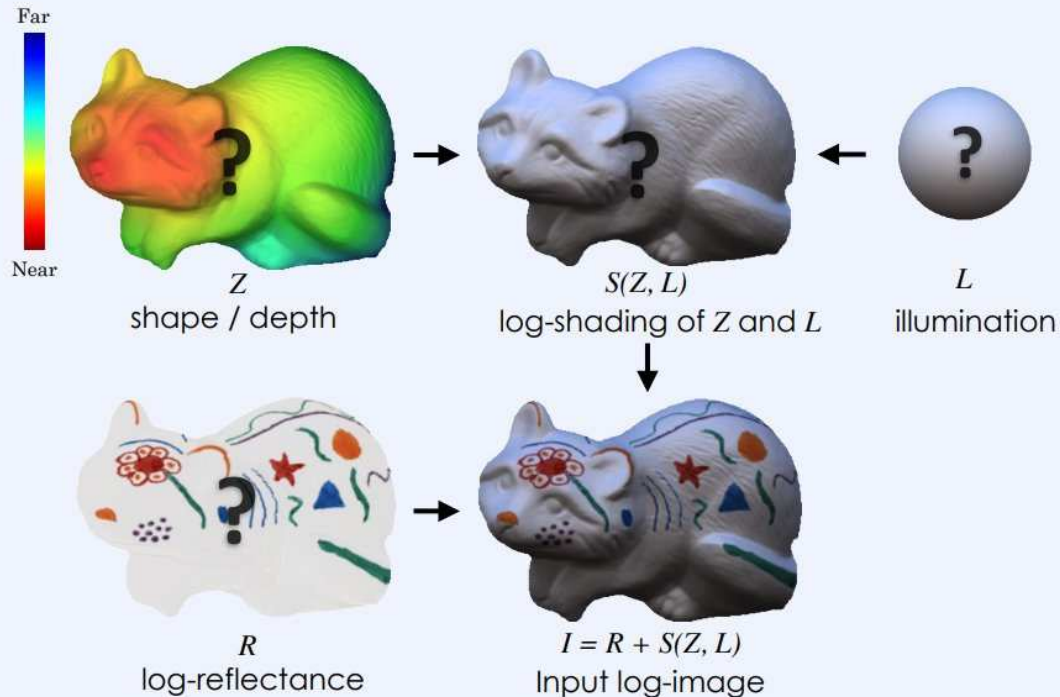 Far
Near
?
?
?
Z
shape / depth
S(Z, L)
log-shading of Z and L
L
illumination
?
R
log-reflectance
I = R + S(Z, L)
Input log-image